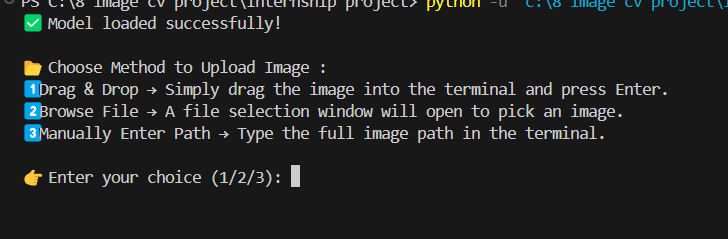 PS C:\8 image cv project\internship project> python -u "c:\8 image cv project\
✅ Model loaded successfully!
📂 Choose Method to Upload Image :
1️⃣Drag & Drop → Simply drag the image into the terminal and press Enter.
2️⃣Browse File → A file selection window will open to pick an image.
3️⃣Manually Enter Path → Type the full image path in the terminal.
👉 Enter your choice (1/2/3):